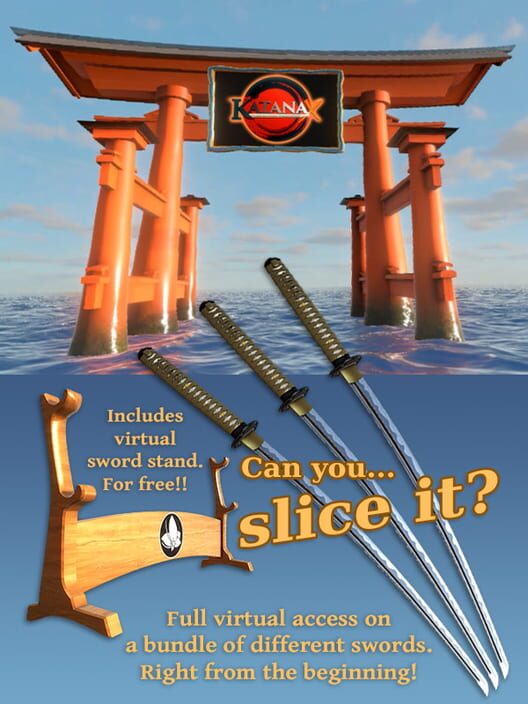 KATANAX
Includes
virtual
sword stand.
For free!!
Can you...
slice it?
Full virtual access on
a bundle of different swords.
Right from the beginning!